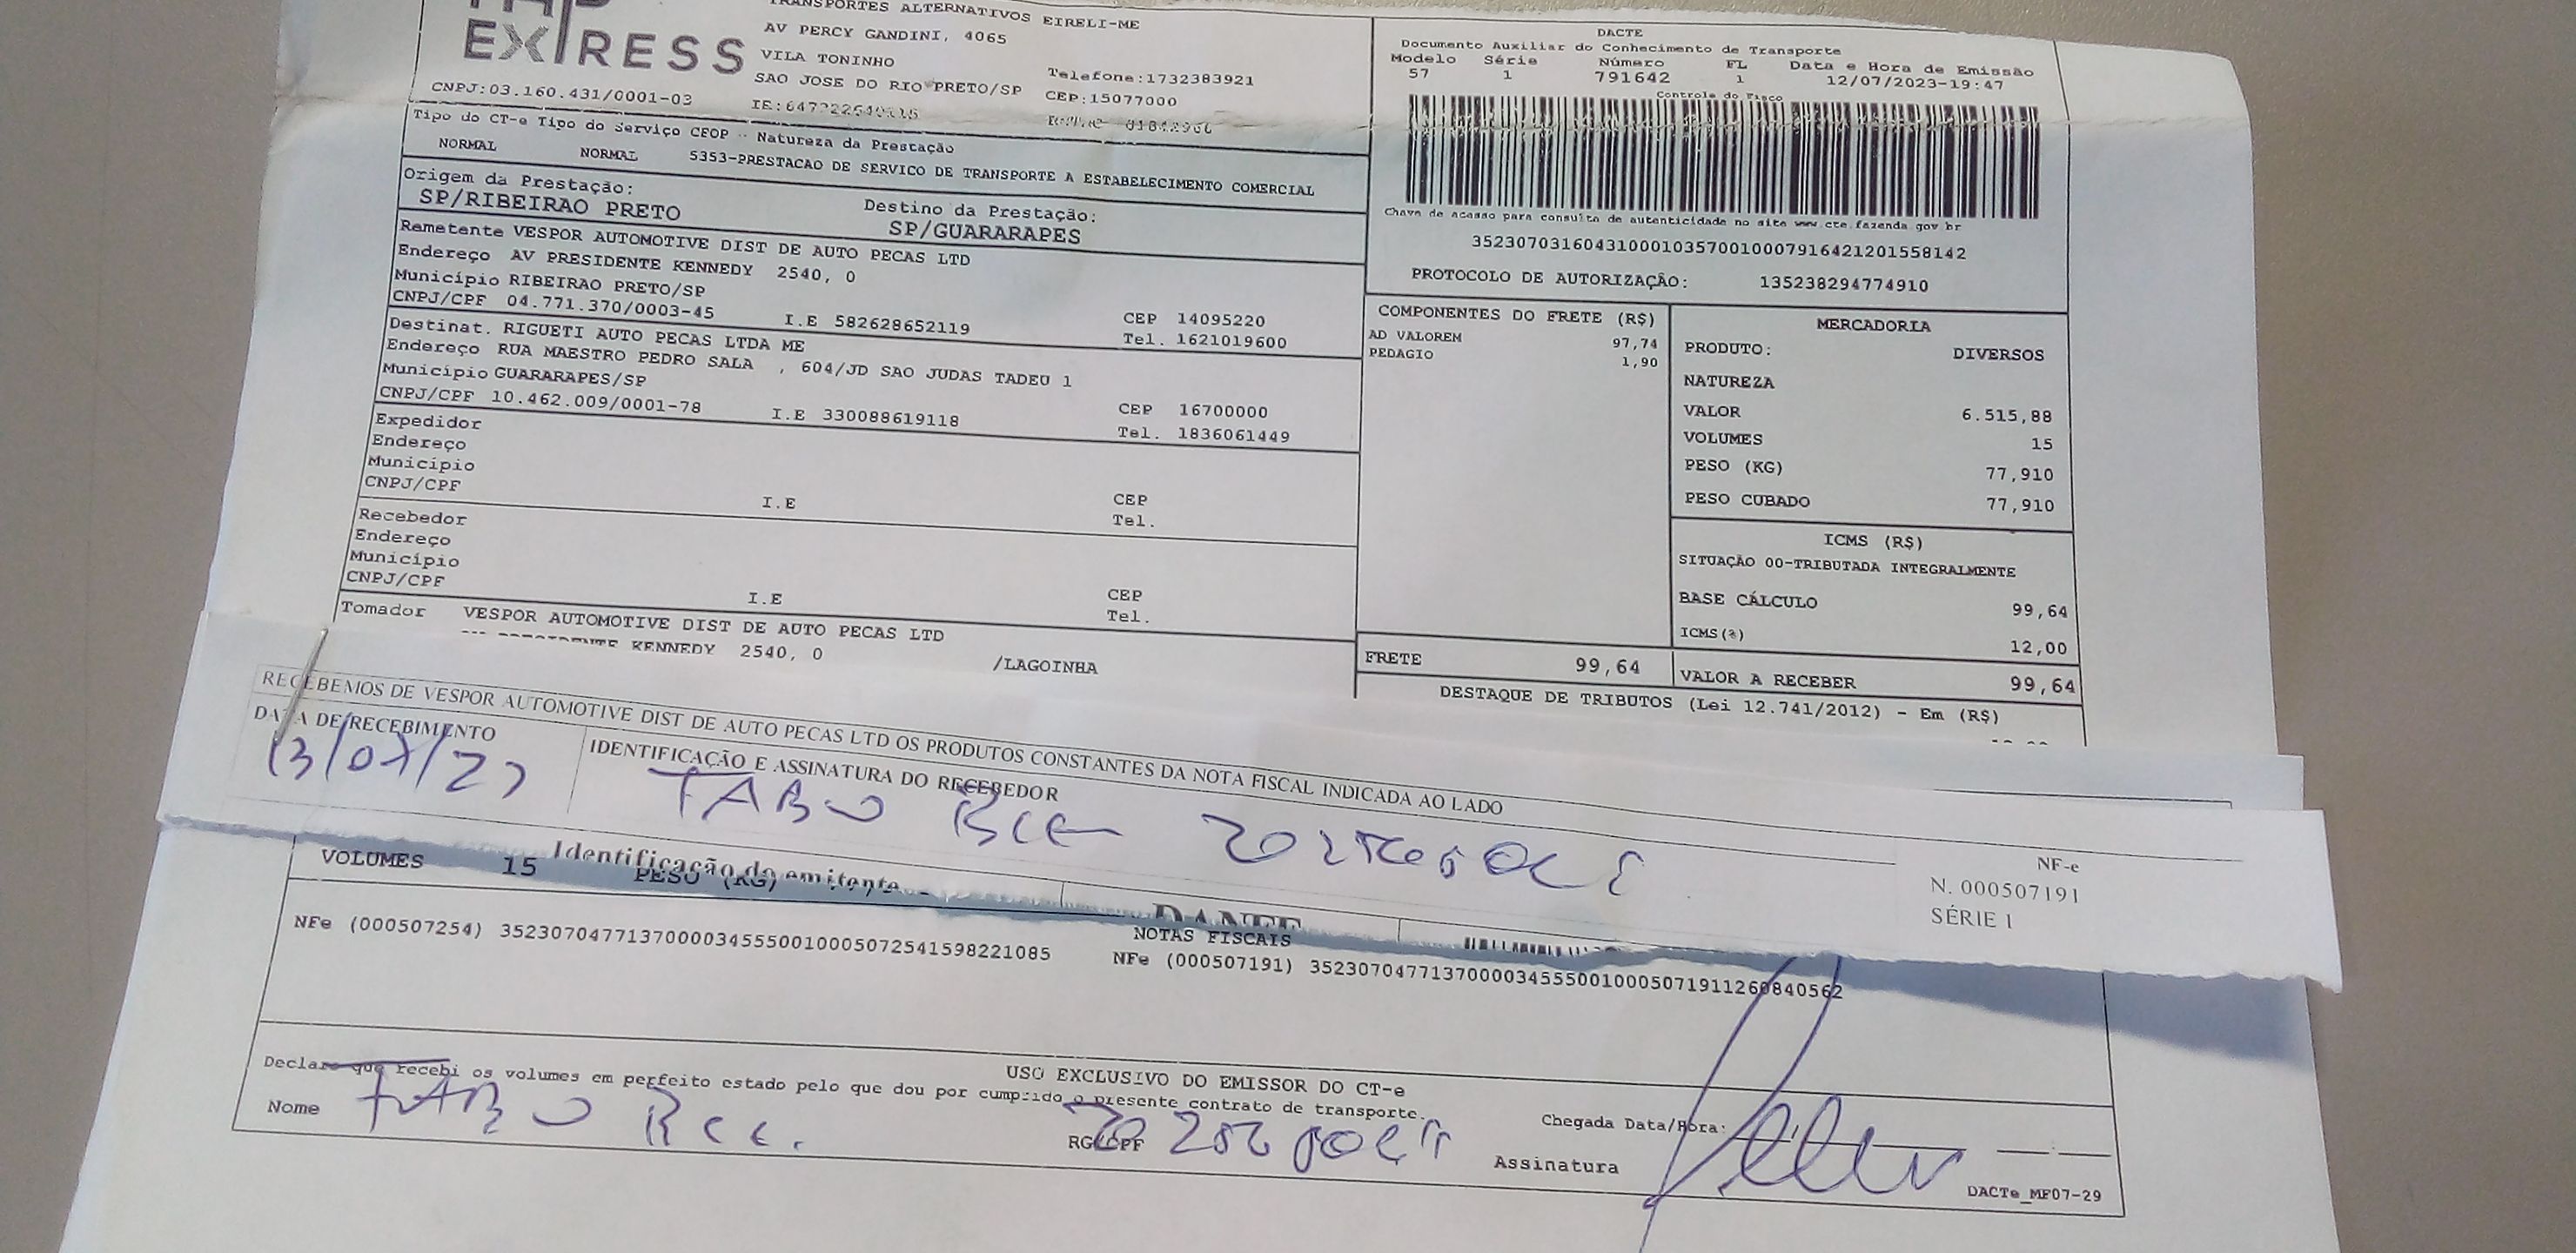 EXPRESS
TRANSPORTES ALTERNATIVOS EIRELI-ME
AV PERCY GANDINI, 4065
VILA TONINHO
SAO JOSE DO RIO PRETO/SP
Telefone:1732383921
CEP:15077000
CNPJ:03.160.431/0001-03
Tipo do CT-e Tipo do Serviço CFOP - Natureza da Prestação
NORMAL NORMAL 5353-PRESTACAO DE SERVICO DE TRANSPORTE A ESTABELECIMENTO COMERCIAL
Origem da Prestação:
SP/RIBEIRAO PRETO
Destino da Prestação:
SP/GUARARAPES
Remetente VESPOR AUTOMOTIVE DIST DE AUTO PECAS LTD
Endereço AV PRESIDENTE KENNEDY 2540, 0
Município RIBEIRAO PRETO/SP CEP 14095220
CNPJ/CPF 04.771.370/0003-45 I.E 582628652119 Tel. 1621019600
Destinat. RIGUETI AUTO PECAS LTDA ME
Endereço RUA MAESTRO PEDRO SALA , 604/JD SAO JUDAS TADEU 1
Município GUARARAPES/SP CEP 16700000
CNPJ/CPF 10.462.009/0001-78 I.E 330088619118 Tel. 1836061449
Expedidor
Endereço
Município CEP
CNPJ/CPF I.E Tel.
Recebedor
Endereço
Município CEP
CNPJ/CPF I.E Tel.
Tomador VESPOR AUTOMOTIVE DIST DE AUTO PECAS LTD
KENNEDY 2540, 0 /LAGOINHA
DACTE
Documento Auxiliar do Conhecimento de Transporte
Modelo Série Número FL Data e Hora de Emissão
57 1 791642 1 12/07/2023-19:47
Controle do Fisco
Chave de acasso para consulta de autenticidade no site www.cte.fazenda gov br
35230703160431000103570010007916421201558142
PROTOCOLO DE AUTORIZAÇÃO: 135238294774910
COMPONENTES DO FRETE (R$)
AD VALOREM 97,74
PEDAGIO 1,90
MERCADORIA
PRODUTO: DIVERSOS
NATUREZA
VALOR 6.515,88
VOLUMES 15
PESO (KG) 77,910
PESO CUBADO 77,910
ICMS (R$)
SITUAÇÃO 00-TRIBUTADA INTEGRALMENTE
BASE CÁLCULO 99,64
ICMS(%) 12,00
FRETE 99,64 VALOR A RECEBER 99,64
DESTAQUE DE TRIBUTOS (Lei 12.741/2012) - Em (R$)
RECEBEMOS DE VESPOR AUTOMOTIVE DIST DE AUTO PECAS LTD OS PRODUTOS CONSTANTES DA NOTA FISCAL INDICADA AO LADO
DATA DE RECEBIMENTO
13/07/23
IDENTIFICAÇÃO E ASSINATURA DO RECEBEDOR
NF-e
N. 000507191
SÉRIE 1
Identificação do emitente
DANFE
VOLUMES 15 PESO (KG)
NOTAS FISCAIS
NFe (000507254) 35230704771370000345550010005072541598221085
NFe (000507191) 35230704771370000345550010005071911260840562
USO EXCLUSIVO DO EMISSOR DO CT-e
Declaro que recebi os volumes em perfeito estado pelo que dou por cumprido o presente contrato de transporte.
Nome
RG/CPF
Chegada Data/Hora:
Assinatura
DACTe_MF07-29